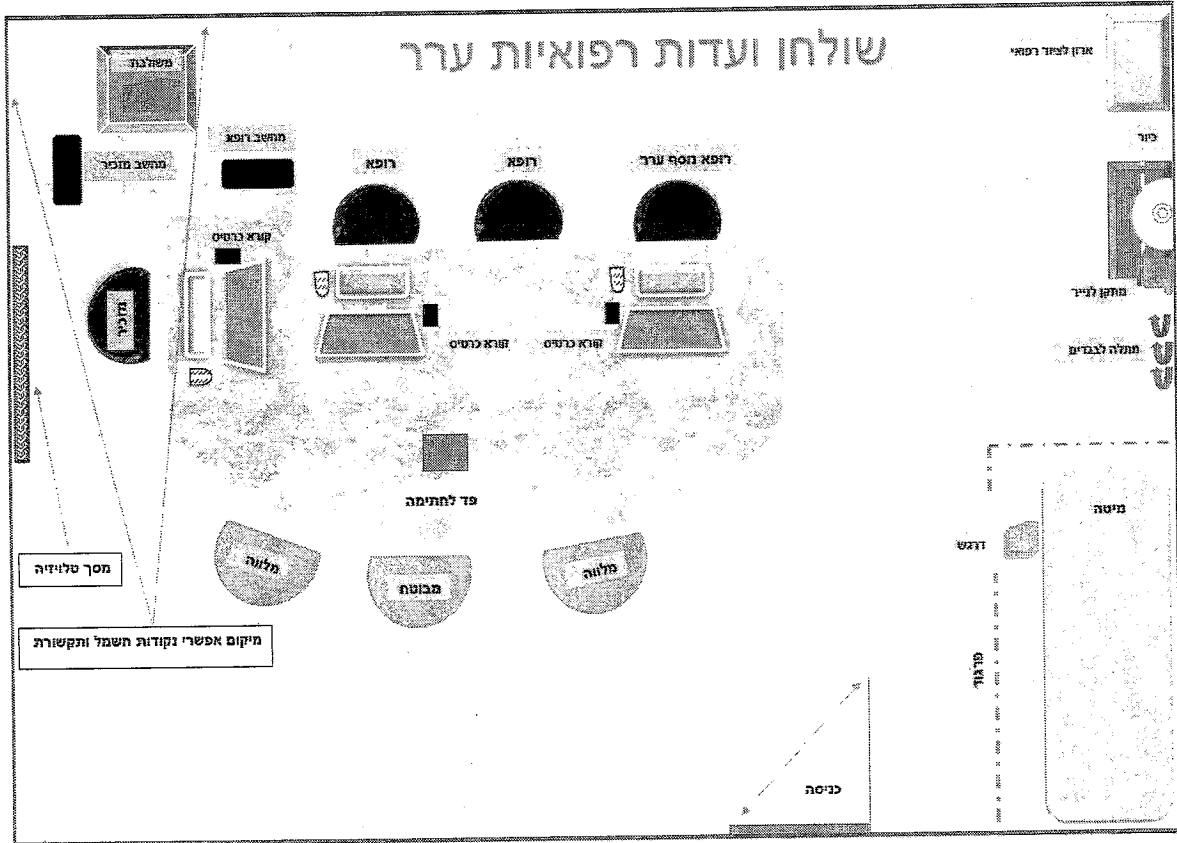 שולחן ועדות רפואיות ערר
ארון לציוד רפואי
משולבת
כיור
מחשב רופא
מחשב מזכיר
רופא נוסף ערר
רופא
רופא
קורא כרטיס
מזכיר
מתקן לנייר
קורא כרטיס
קורא כרטיס
מתלה לבגדים
פד לחתימה
מיטה
דרגש
מלווה
מבוטח
מלווה
מסך טלויזיה
מיקום אפשרי נקודות חשמל ותקשורת
פרגוד
כניסה